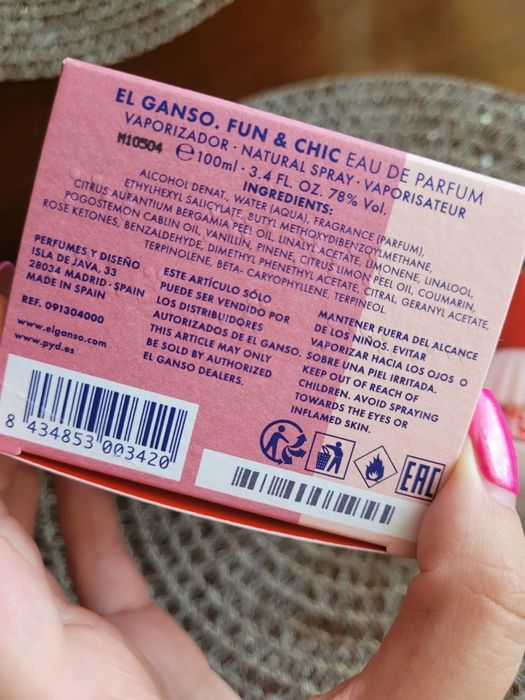 EL GANSO. FUN & CHIC EAU DE PARFUM
VAPORIZADOR · NATURAL SPRAY · VAPORISATEUR
M10504 ℮100ml · 3.4 FL. OZ. 78% Vol.
INGREDIENTS:
ALCOHOL DENAT., WATER (AQUA), FRAGRANCE (PARFUM),
ETHYLHEXYL SALICYLATE, BUTYL METHOXYDIBENZOYLMETHANE,
CITRUS AURANTIUM BERGAMIA PEEL OIL, LINALYL ACETATE, LIMONENE, LINALOOL,
POGOSTEMON CABLIN OIL, VANILLIN, PINENE, CITRUS LIMON PEEL OIL, COUMARIN,
ROSE KETONES, BENZALDEHYDE, DIMETHYL PHENETHYL ACETATE, CITRAL, GERANYL ACETATE,
TERPINOLENE, BETA- CARYOPHYLLENE, TERPINEOL.
PERFUMES Y DISEÑO
ISLA DE JAVA, 33
28034 MADRID · SPAIN
MADE IN SPAIN
REF. 091304000
www.elganso.com
www.pyd.es
ESTE ARTÍCULO SÓLO
PUEDE SER VENDIDO POR
LOS DISTRIBUIDORES
AUTORIZADOS DE EL GANSO.
THIS ARTICLE MAY ONLY
BE SOLD BY AUTHORIZED
EL GANSO DEALERS.
MANTENER FUERA DEL ALCANCE
DE LOS NIÑOS. EVITAR
VAPORIZAR HACIA LOS OJOS O
SOBRE UNA PIEL IRRITADA.
KEEP OUT OF REACH OF
CHILDREN. AVOID SPRAYING
TOWARDS THE EYES OR
INFLAMED SKIN.
8 434853 003420
EAC